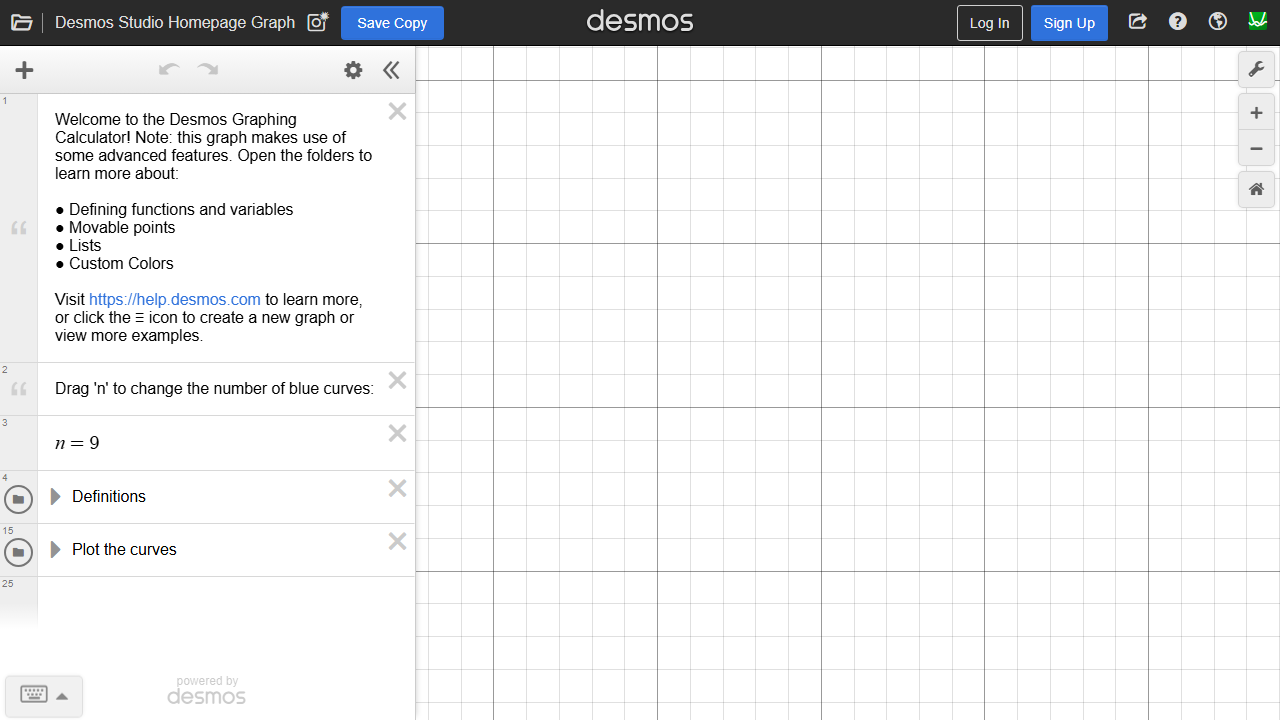 Desmos Studio Homepage Graph
Save Copy
desmos
Log In
Sign Up
1
Welcome to the Desmos Graphing
Calculator! Note: this graph makes use of
some advanced features. Open the folders to
learn more about:
● Defining functions and variables
● Movable points
● Lists
● Custom Colors
Visit https://help.desmos.com to learn more,
or click the Ξ icon to create a new graph or
view more examples.
2
Drag 'n' to change the number of blue curves:
3
n = 9
4
Definitions
15
Plot the curves
25
powered by
desmos